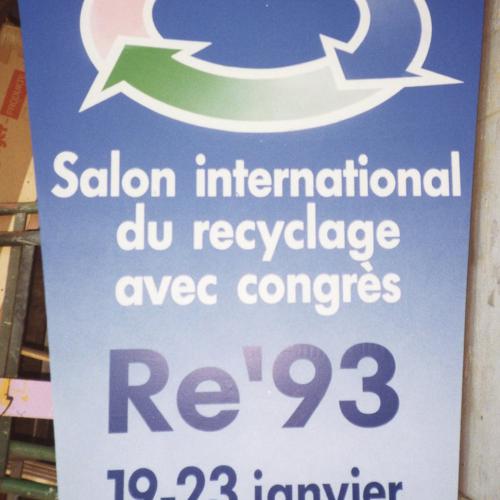 Salon international
du recyclage
avec congrès
Re'93
19-23 janvier